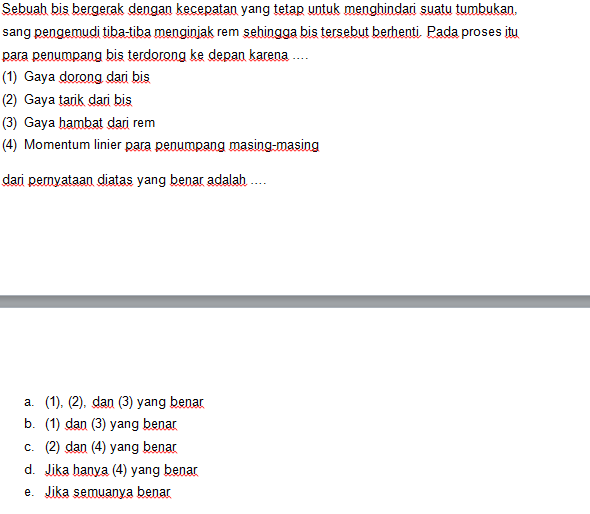 Sebuah bis bergerak dengan kecepatan yang tetap untuk menghindari suatu tumbukan,
sang pengemudi tiba-tiba menginjak rem sehingga bis tersebut berhenti. Pada proses itu
para penumpang bis terdorong ke depan karena ....
(1) Gaya dorong dari bis
(2) Gaya tarik dari bis
(3) Gaya hambat dari rem
(4) Momentum linier para penumpang masing-masing
dari pernyataan diatas yang benar adalah ....
a. (1), (2), dan (3) yang benar
b. (1) dan (3) yang benar
c. (2) dan (4) yang benar
d. Jika hanya (4) yang benar
e. Jika semuanya benar